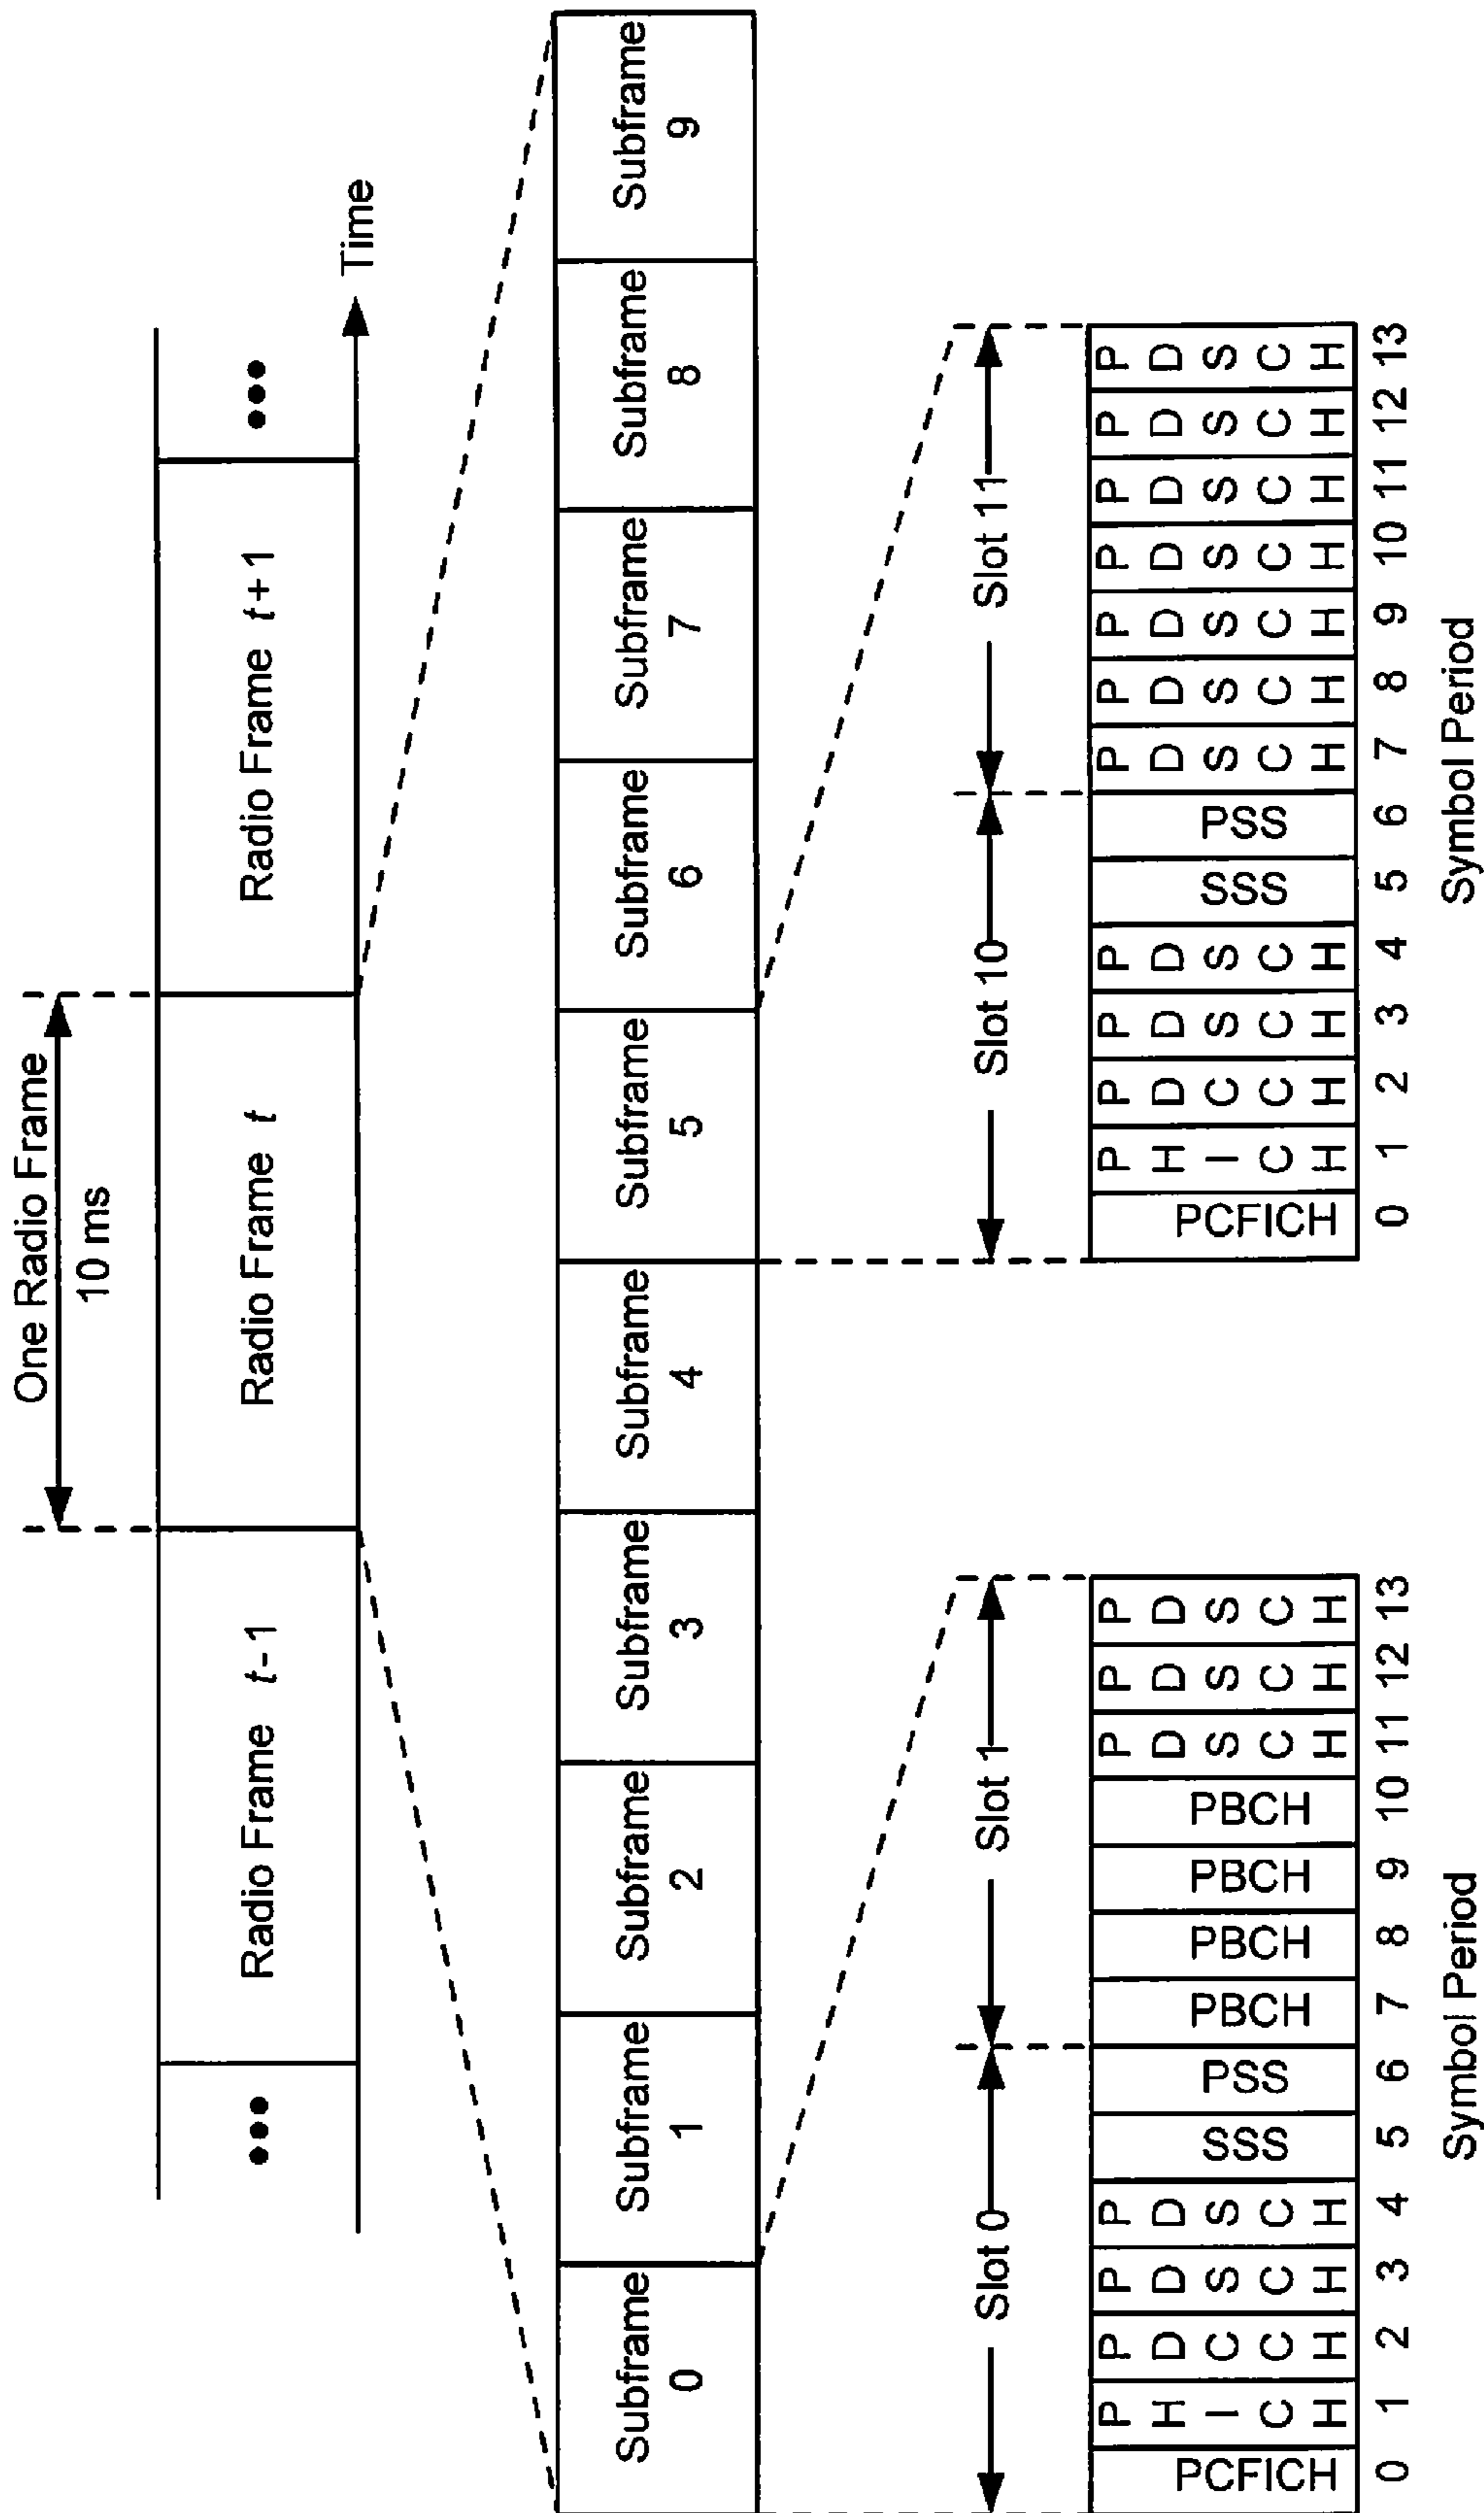 One Radio Frame
10 ms
••• Radio Frame t-1 Radio Frame t Radio Frame t+1 •••
Time
Subframe 0 Subframe 1 Subframe 2 Subframe 3 Subframe 4 Subframe 5 Subframe 6 Subframe 7 Subframe 8 Subframe 9
Slot 0 Slot 1
PCFICH PHICH PDCCH PDSCH PDSCH SSS PSS PBCH PBCH PBCH PBCH PDSCH PDSCH PDSCH
0 1 2 3 4 5 6 7 8 9 10 11 12 13
Symbol Period
Slot 10 Slot 11
PCFICH PHICH PDCCH PDSCH PDSCH SSS PSS PDSCH PDSCH PDSCH PDSCH PDSCH PDSCH PDSCH
0 1 2 3 4 5 6 7 8 9 10 11 12 13
Symbol Period